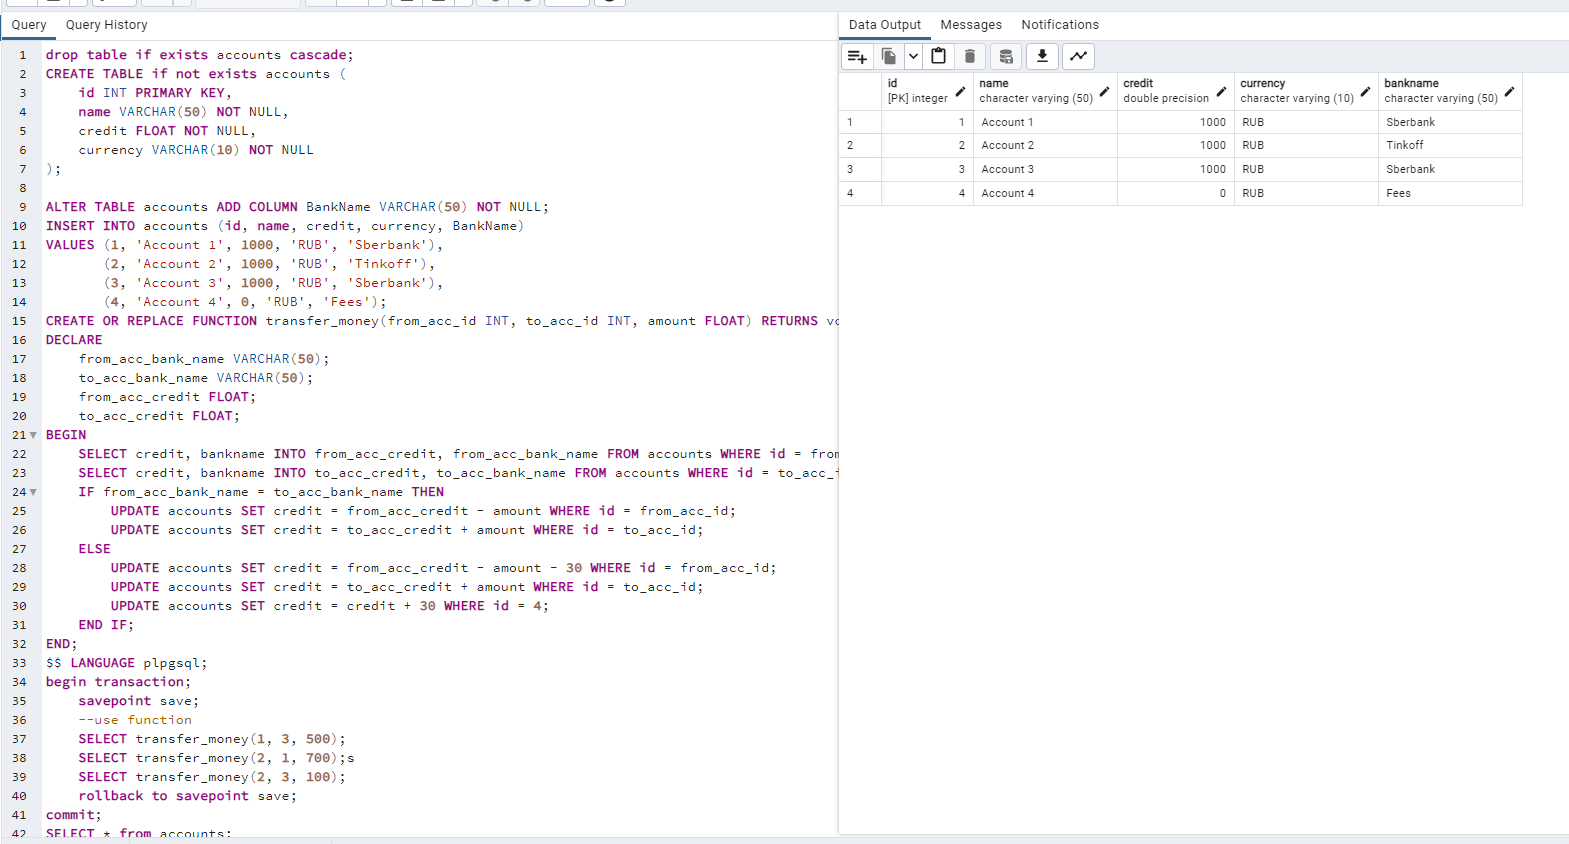 Query Query History
1 drop table if exists accounts cascade;
2 CREATE TABLE if not exists accounts (
3 id INT PRIMARY KEY,
4 name VARCHAR(50) NOT NULL,
5 credit FLOAT NOT NULL,
6 currency VARCHAR(10) NOT NULL
7 );
8
9 ALTER TABLE accounts ADD COLUMN BankName VARCHAR(50) NOT NULL;
10 INSERT INTO accounts (id, name, credit, currency, BankName)
11 VALUES (1, 'Account 1', 1000, 'RUB', 'Sberbank'),
12 (2, 'Account 2', 1000, 'RUB', 'Tinkoff'),
13 (3, 'Account 3', 1000, 'RUB', 'Sberbank'),
14 (4, 'Account 4', 0, 'RUB', 'Fees');
15 CREATE OR REPLACE FUNCTION transfer_money(from_acc_id INT, to_acc_id INT, amount FLOAT) RETURNS
16 DECLARE
17 from_acc_bank_name VARCHAR(50);
18 to_acc_bank_name VARCHAR(50);
19 from_acc_credit FLOAT;
20 to_acc_credit FLOAT;
21 BEGIN
22 SELECT credit, bankname INTO from_acc_credit, from_acc_bank_name FROM accounts WHERE id = from
23 SELECT credit, bankname INTO to_acc_credit, to_acc_bank_name FROM accounts WHERE id = to_acc_
24 IF from_acc_bank_name = to_acc_bank_name THEN
25 UPDATE accounts SET credit = from_acc_credit - amount WHERE id = from_acc_id;
26 UPDATE accounts SET credit = to_acc_credit + amount WHERE id = to_acc_id;
27 ELSE
28 UPDATE accounts SET credit = from_acc_credit - amount - 30 WHERE id = from_acc_id;
29 UPDATE accounts SET credit = to_acc_credit + amount WHERE id = to_acc_id;
30 UPDATE accounts SET credit = credit + 30 WHERE id = 4;
31 END IF;
32 END;
33 $$ LANGUAGE plpgsql;
34 begin transaction;
35 savepoint save;
36 --use function
37 SELECT transfer_money(1, 3, 500);
38 SELECT transfer_money(2, 1, 700);s
39 SELECT transfer_money(2, 3, 100);
40 rollback to savepoint save;
41 commit;
42 SELECT * from accounts;
Data Output Messages Notifications
id name credit currency bankname
[PK] integer character varying (50) double precision character varying (10) character varying (50)
1 1 Account 1 1000 RUB Sberbank
2 2 Account 2 1000 RUB Tinkoff
3 3 Account 3 1000 RUB Sberbank
4 4 Account 4 0 RUB Fees